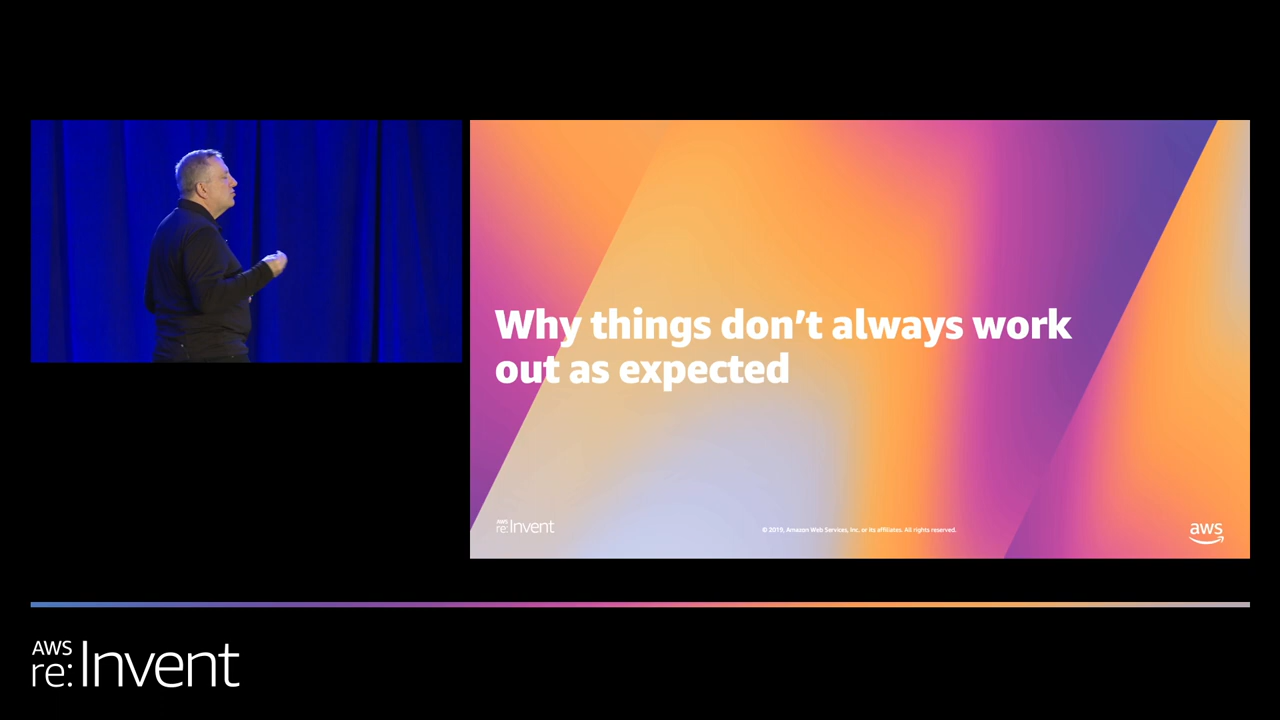 Why things don’t always work
out as expected
AWS
re:Invent
© 2019, Amazon Web Services, Inc. or its affiliates. All rights reserved.
aws
AWS
re:Invent